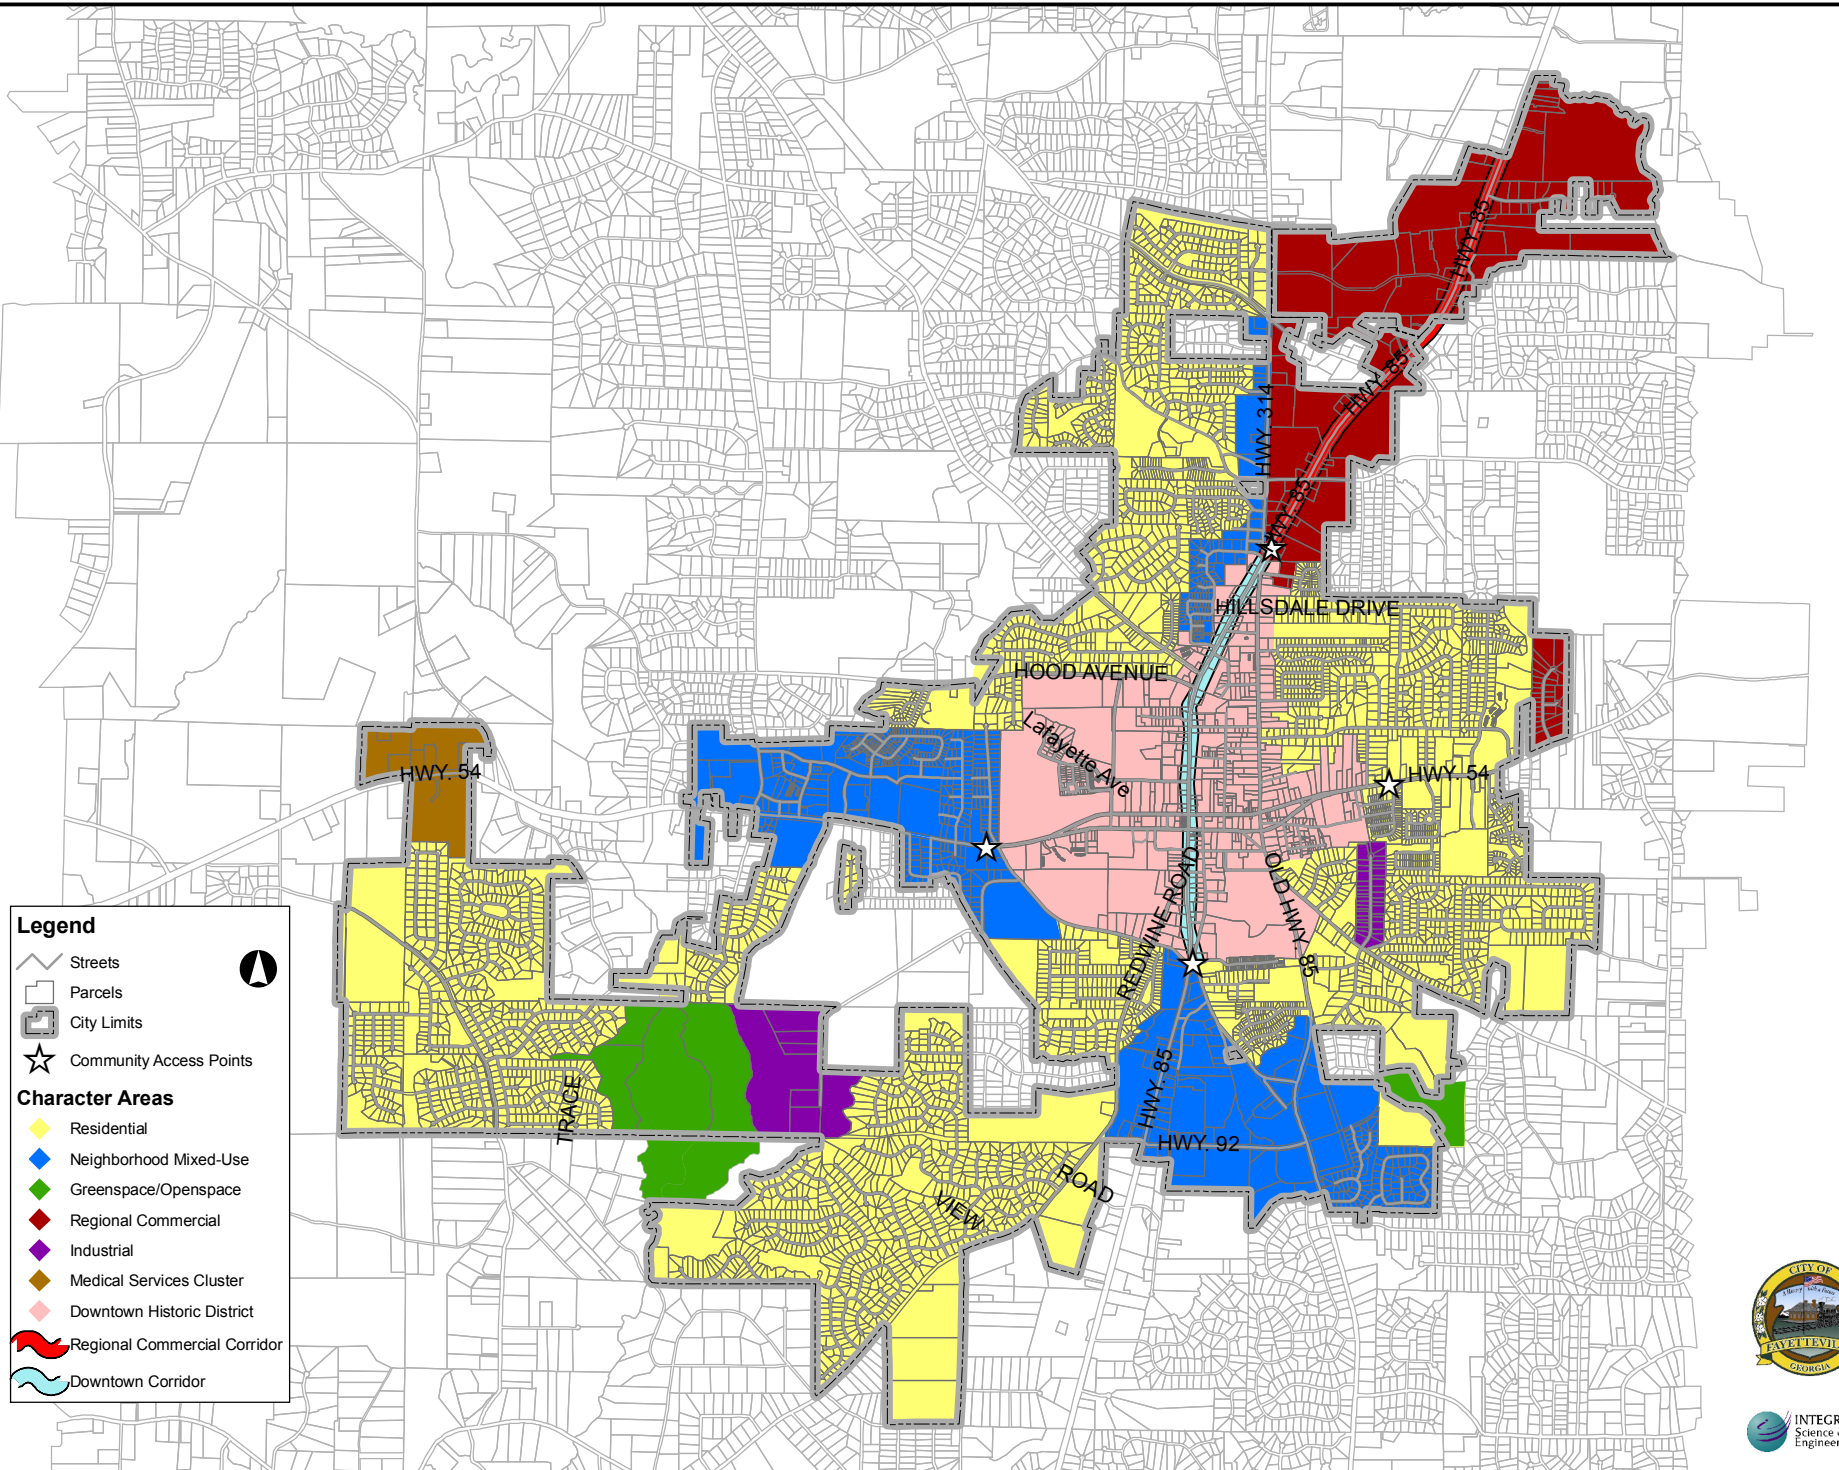 HWY. 85
HWY. 85
HWY. 314
HWY. 85
HILLSDALE DRIVE
HOOD AVENUE
Lafayette Ave
HWY. 54
HWY. 54
REDWINE ROAD
OLD HWY. 85
TRACE
HWY. 85
HWY. 92
ROAD
VIEW
Legend
Streets
Parcels
City Limits
Community Access Points
Character Areas
Residential
Neighborhood Mixed-Use
Greenspace/Openspace
Regional Commercial
Industrial
Medical Services Cluster
Downtown Historic District
Regional Commercial Corridor
Downtown Corridor
CITY OF
GEORGIA
Science